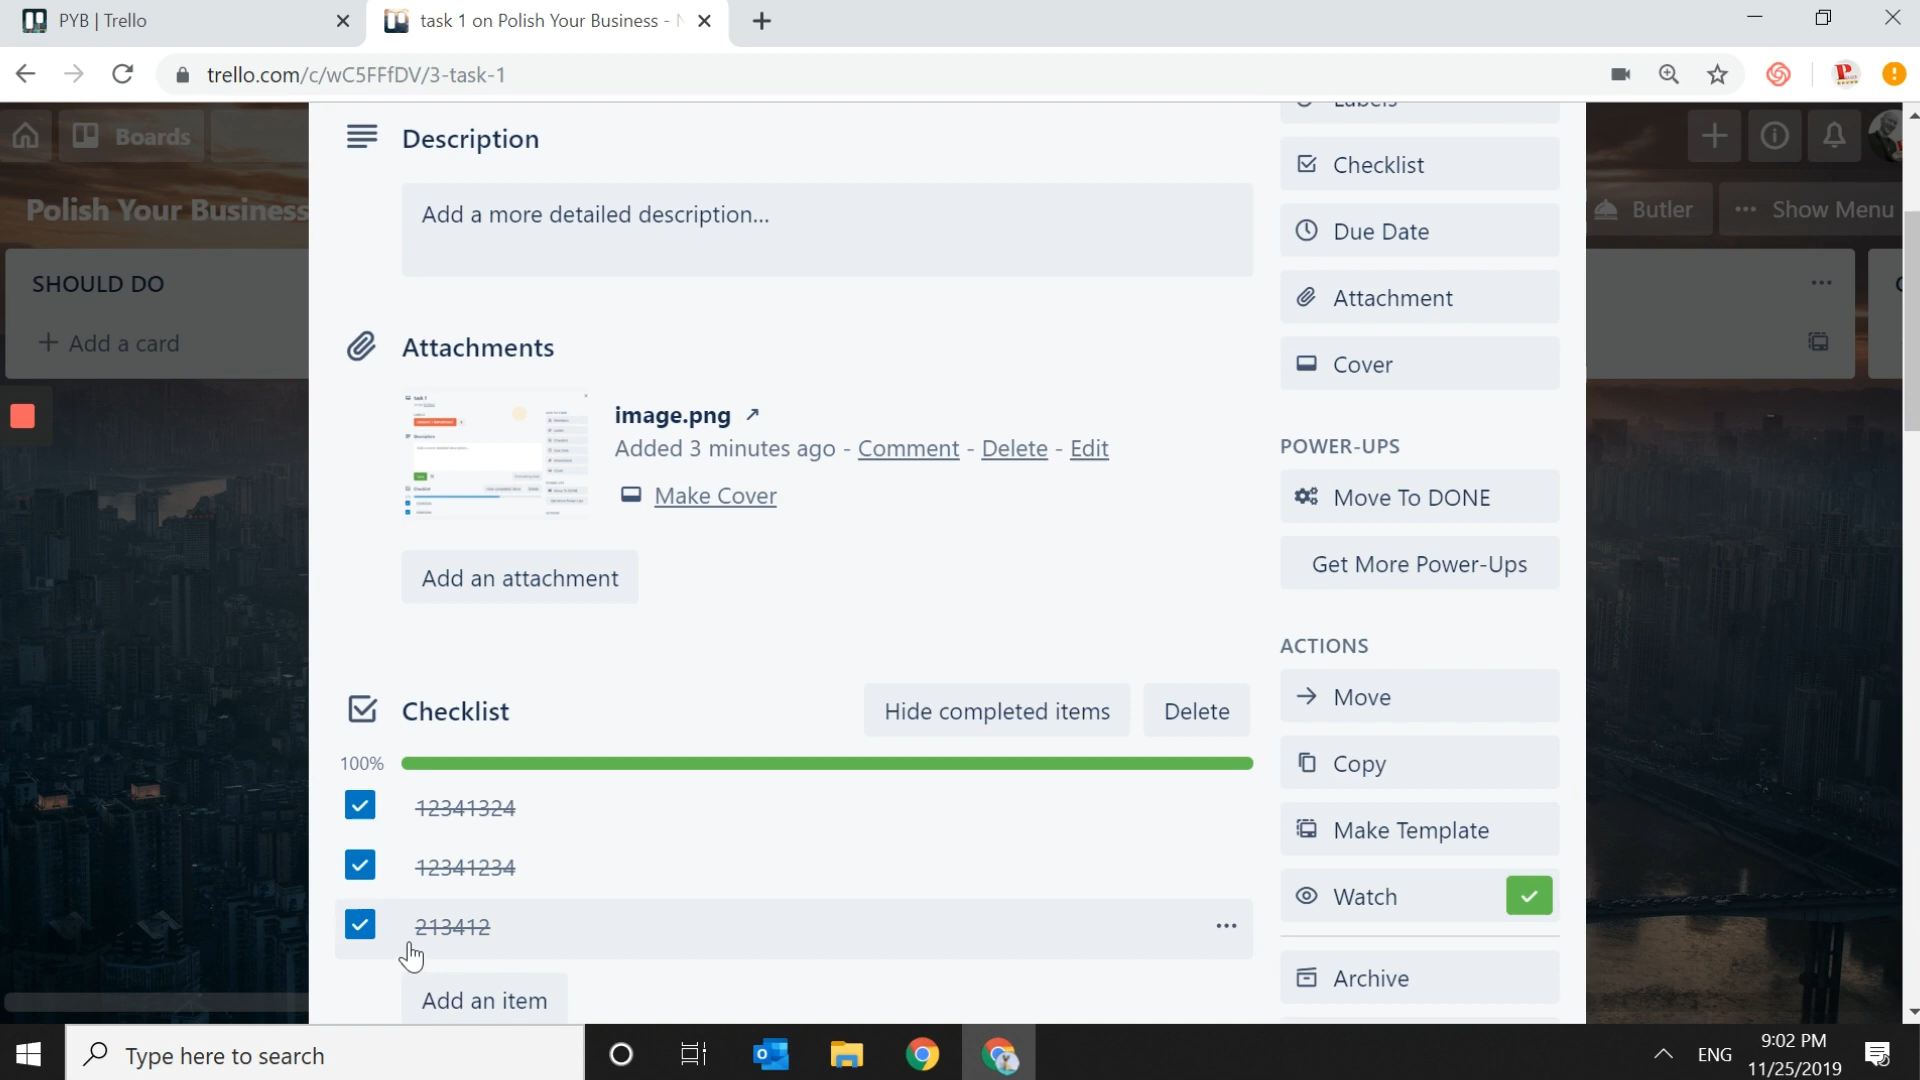 PYB | Trello
task 1 on Polish Your Business -
trello.com/c/wC5FFfDV/3-task-1
Boards
Polish Your Business
Butler
Show Menu
SHOULD DO
+ Add a card
Description
Add a more detailed description...
Attachments
image.png ↗
Added 3 minutes ago - Comment - Delete - Edit
Make Cover
Add an attachment
Checklist
Hide completed items
Delete
100%
12341324
12341234
213412
Add an item
Labels
Checklist
Due Date
Attachment
Cover
POWER-UPS
Move To DONE
Get More Power-Ups
ACTIONS
Move
Copy
Make Template
Watch
Archive
Type here to search
ENG
9:02 PM
11/25/2019